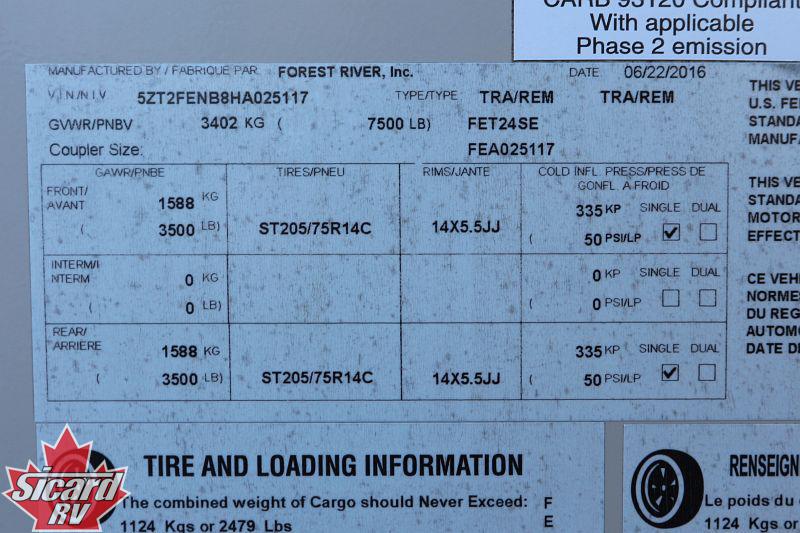 CARB 93120 Compliant
With applicable
Phase 2 emission
MANUFACTURED BY / FABRIQUE PAR. FOREST RIVER, Inc. DATE 06/22/2016
V.I.N./N.I.V 5ZT2FENB8HA025117 TYPE/TYPE TRA/REM TRA/REM
GVWR/PNBV 3402 KG ( 7500 LB) FET24SE
Coupler Size: FEA025117
GAWR/PNBE TIRES/PNEU RIMS/JANTE COLD INFL. PRESS/PRESS DE
GONFL. A FROID
FRONT/
AVANT 1588 KG 335 KP SINGLE DUAL
( 3500 LB) ST205/75R14C 14X5.5JJ ( 50 PSI/LP
INTERM/I
NTERM 0 KG 0 KP SINGLE DUAL
( 0 LB) ( 0 PSI/LP
REAR/
ARRIERE 1588 KG 335 KP SINGLE DUAL
( 3500 LB) ST205/75R14C 14X5.5JJ ( 50 PSI/LP
THIS VE
U.S. FE
STANDA
MANUFA
THIS VE
STANDA
MOTOR
EFFECT
CE VEHI
NORMES
DU REG
AUTOMO
DATE DE
TIRE AND LOADING INFORMATION
The combined weight of Cargo should Never Exceed: F
1124 Kgs or 2479 Lbs E
RENSEIGN
Le poids du
1124 Kgs or
Sicard
RV